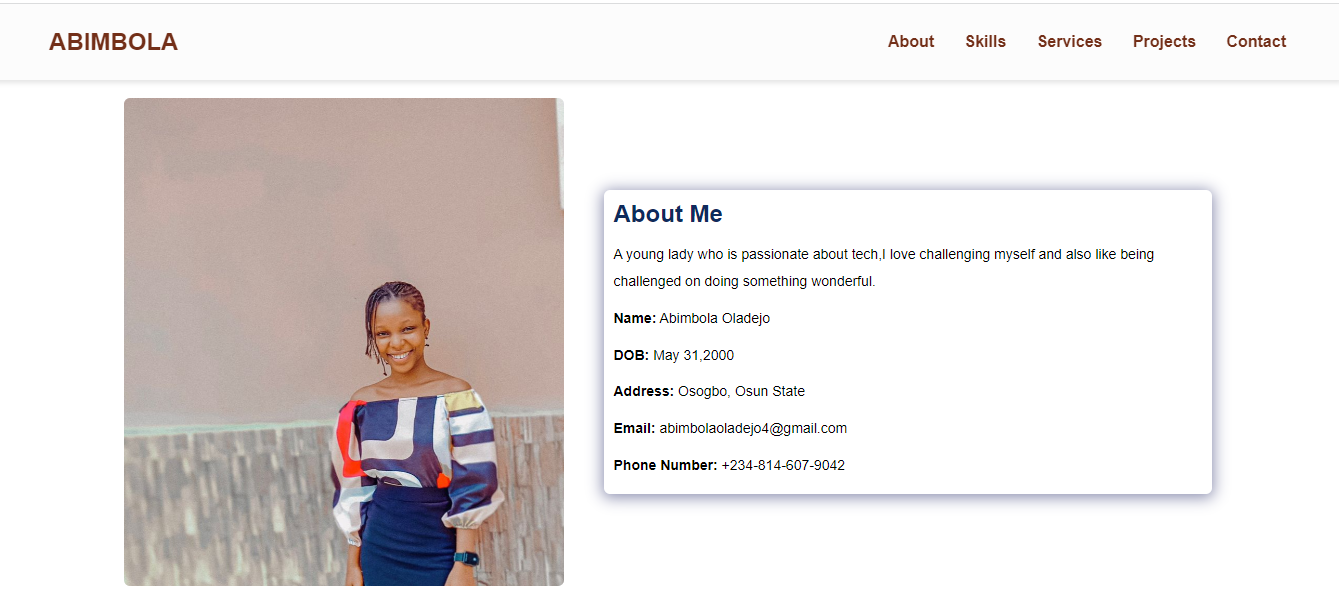 ABIMBOLA
About Skills Services Projects Contact
About Me
A young lady who is passionate about tech,I love challenging myself and also like being
challenged on doing something wonderful.
Name: Abimbola Oladejo
DOB: May 31,2000
Address: Osogbo, Osun State
Email: abimbolaoladejo4@gmail.com
Phone Number: +234-814-607-9042